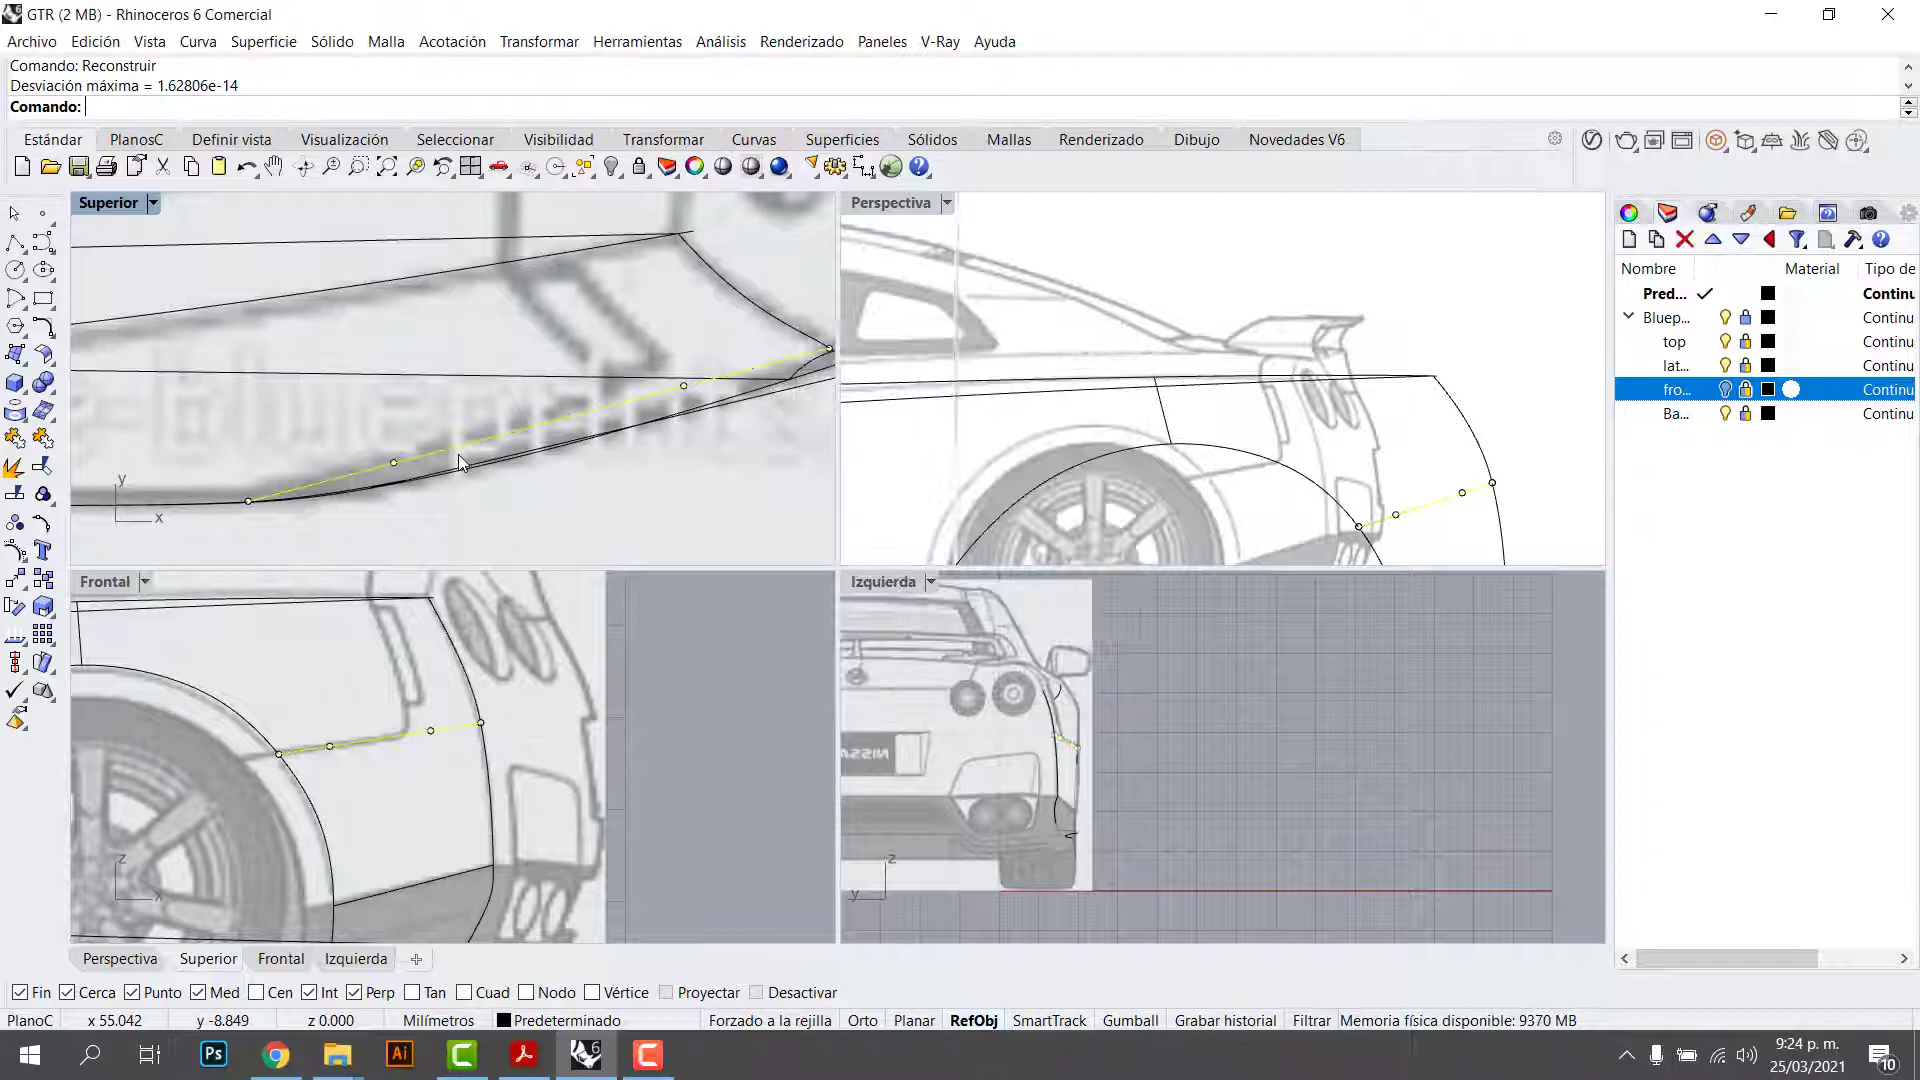 GTR (2 MB) - Rhinoceros 6 Comercial
Archivo Edición Vista Curva Superficie Sólido Malla Acotación Transformar Herramientas Análisis Renderizado Paneles V-Ray Ayuda
Comando: Reconstruir
Desviación máxima = 1.62806e-14
Comando:
Estándar PlanosC Definir vista Visualización Seleccionar Visibilidad Transformar Curvas Superficies Sólidos Mallas Renderizado Dibujo Novedades V6
Superior
Perspectiva
y
x
Frontal
Izquierda
z
x
z
y
Nombre Material Tipo de
Pred... Continu
Bluep... Continu
top Continu
lat... Continu
fro... Continu
Ba... Continu
Perspectiva Superior Frontal Izquierda
Fin Cerca Punto Med Cen Int Perp Tan Cuad Nodo Vértice Proyectar Desactivar
PlanoC x 55.042 y -8.849 z 0.000 Milímetros Predeterminado Forzado a la rejilla Orto Planar RefObj SmartTrack Gumball Grabar historial Filtrar Memoria física disponible: 9370 MB
Ps Ai 6
9:24 p. m.
25/03/2021
10